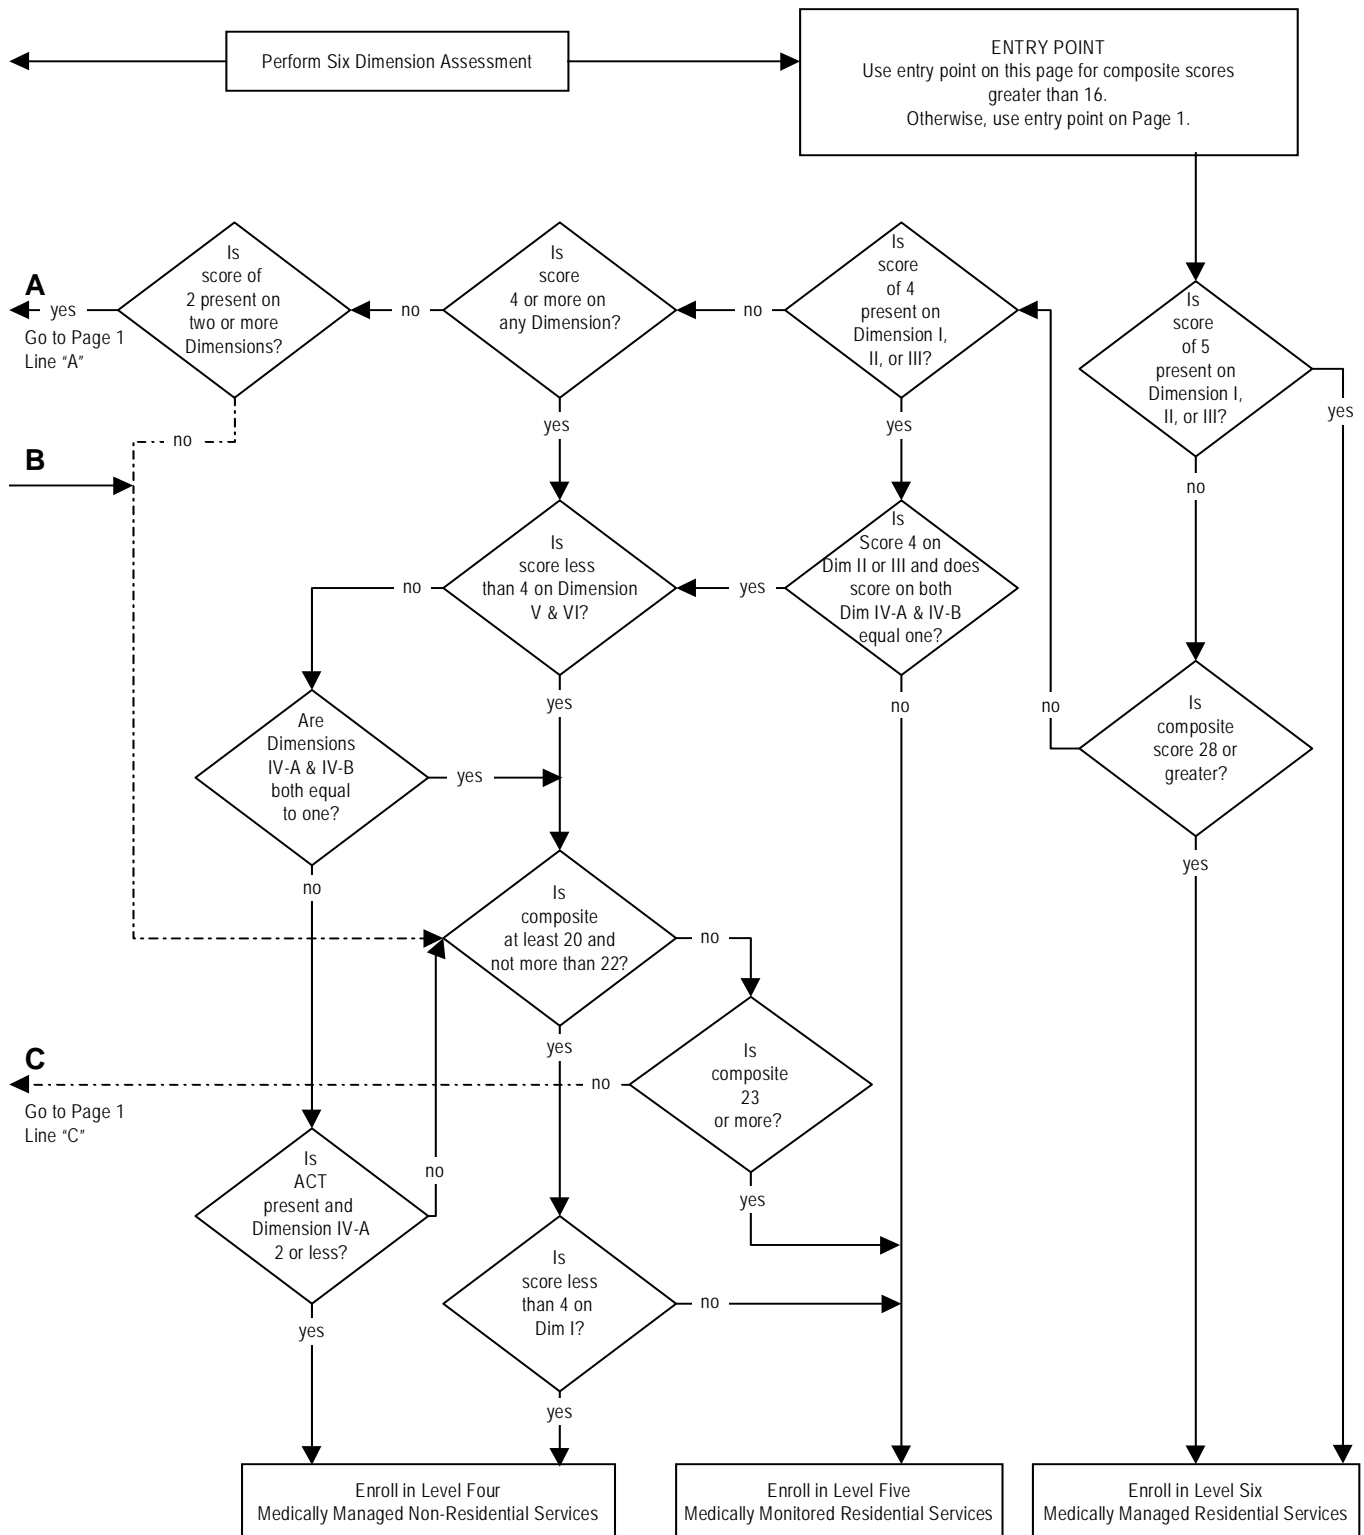 Perform Six Dimension Assessment
ENTRY POINT
Use entry point on this page for composite scores
greater than 16.
Otherwise, use entry point on Page 1.
Is
score of
2 present on
two or more
Dimensions?
Is
score
4 or more on
any Dimension?
Is
score
of 4
present on
Dimension I,
II, or III?
Is
score
of 5
present on
Dimension I,
II, or III?
A
yes
Go to Page 1
Line "A"
no
no
yes
no
yes
yes
no
B
Is
score less
than 4 on Dimension
V & VI?
Is
Score 4 on
Dim II or III and does
score on both
Dim IV-A & IV-B
equal one?
no
yes
yes
no
no
Is
composite
score 28 or
greater?
Are
Dimensions
IV-A & IV-B
both equal
to one?
yes
no
yes
Is
composite
at least 20 and
not more than 22?
no
yes
C
no
Go to Page 1
Line "C"
Is
composite
23
or more?
Is
ACT
present and
Dimension IV-A
2 or less?
no
yes
Is
score less
than 4 on
Dim I?
no
yes
yes
Enroll in Level Four
Medically Managed Non-Residential Services
Enroll in Level Five
Medically Monitored Residential Services
Enroll in Level Six
Medically Managed Residential Services